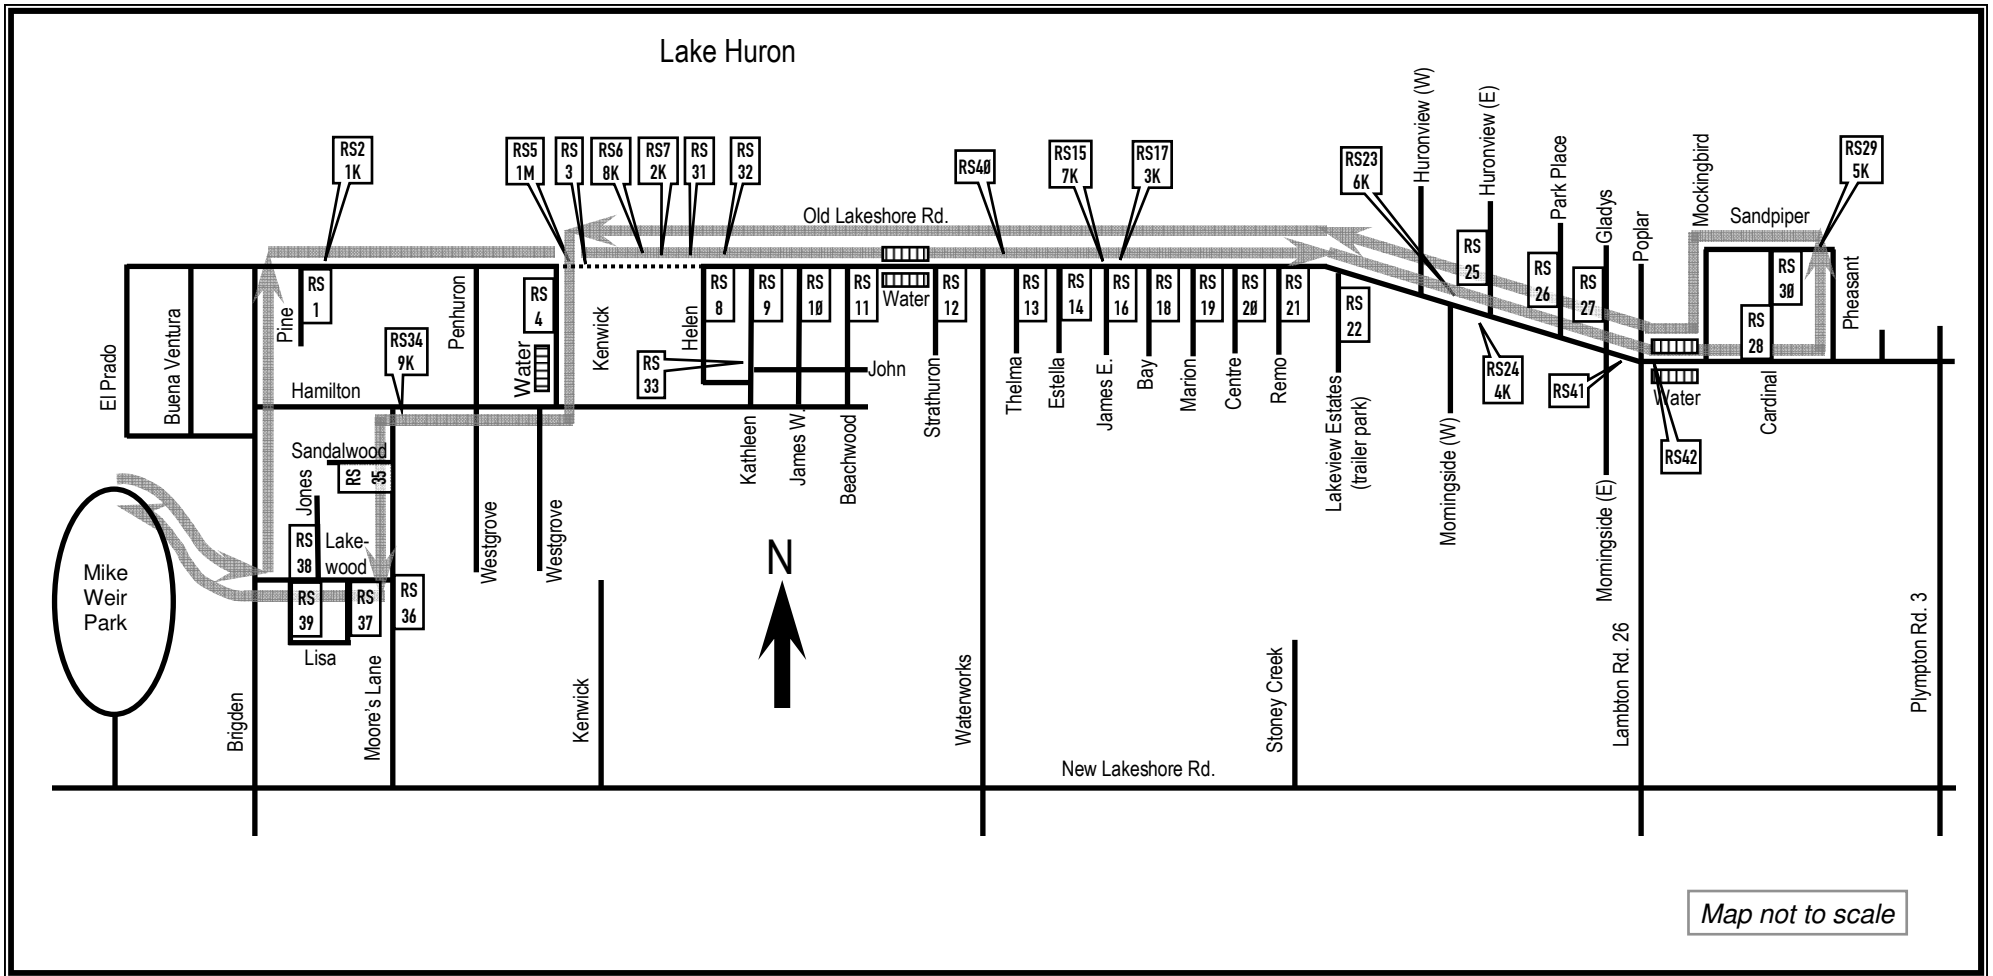 Lake Huron
RS2
1K
RS5
1M
RS
3
RS6
8K
RS7
2K
RS
31
RS
32
RS40
RS15
7K
RS17
3K
RS23
6K
Huronview (W)
Huronview (E)
Park Place
Gladys
Poplar
Mockingbird
RS29
5K
Old Lakeshore Rd.
Sandpiper
RS
25
RS
26
RS
27
RS
30
RS
28
Pheasant
El Prado
Buena Ventura
Pine
RS
1
Penhuron
RS
4
Water
Kenwick
Helen
RS
8
RS
9
RS
10
RS
11
Water
RS
12
RS
13
RS
14
RS
16
RS
18
RS
19
RS
20
RS
21
RS
22
RS34
9K
RS
33
John
Hamilton
Kathleen
James W.
Beachwood
Strathuron
Thelma
Estella
James E.
Bay
Marion
Centre
Remo
Lakeview Estates
(trailer park)
Morningside (W)
RS24
4K
RS41
Water
RS42
Cardinal
Morningside (E)
Sandalwood
RS
35
Jones
RS
38
Lake-
wood
Westgrove
Westgrove
N
Mike
Weir
Park
RS
39
RS
37
RS
36
Lisa
Brigden
Moore's Lane
Kenwick
Waterworks
Stoney Creek
Lambton Rd. 26
Plympton Rd. 3
New Lakeshore Rd.
Map not to scale